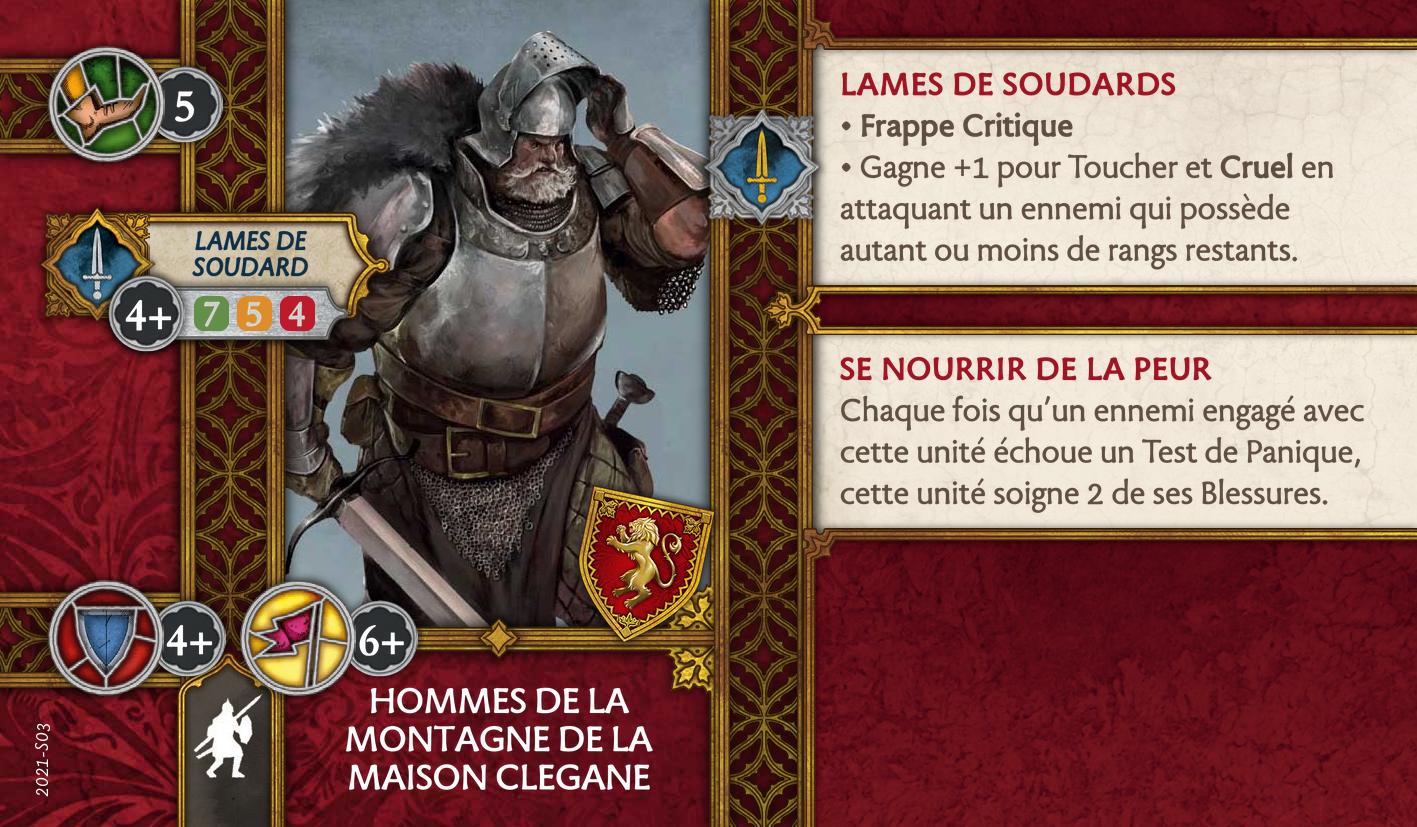 5
LAMES DE
SOUDARD
4+ 7 5 4
4+ 6+
HOMMES DE LA
MONTAGNE DE LA
MAISON CLEGANE
2021-S03
LAMES DE SOUDARDS
• Frappe Critique
• Gagne +1 pour Toucher et Cruel en
attaquant un ennemi qui possède
autant ou moins de rangs restants.
SE NOURRIR DE LA PEUR
Chaque fois qu’un ennemi engagé avec
cette unité échoue un Test de Panique,
cette unité soigne 2 de ses Blessures.